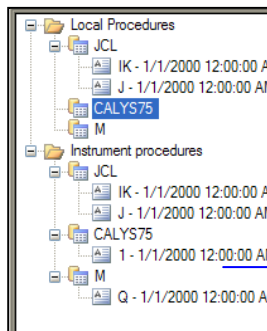 Local Procedures
JCL
IK - 1/1/2000 12:00:00 A
J - 1/1/2000 12:00:00 AM
CALYS75
M
Instrument procedures
JCL
IK - 1/1/2000 12:00:00 A
J - 1/1/2000 12:00:00 AM
CALYS75
1 - 1/1/2000 12:00:00 AM
M
Q - 1/1/2000 12:00:00 A